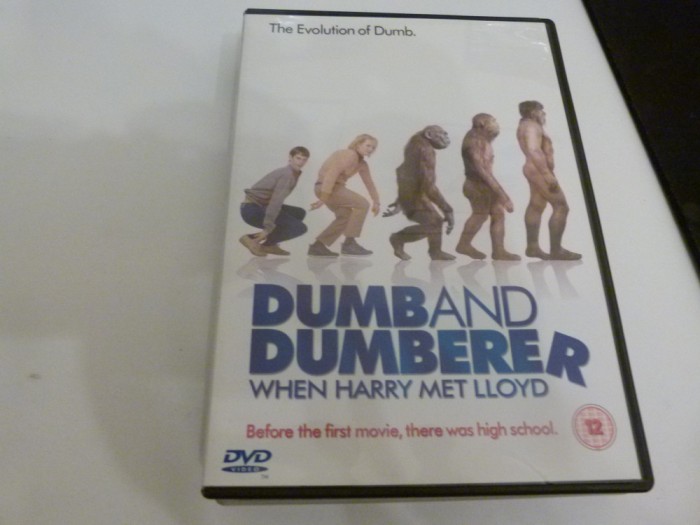 The Evolution of Dumb.
DUMBAND
DUMBERER
WHEN HARRY MET LLOYD
Before the first movie, there was high school.
12
DVD
VIDEO
TM